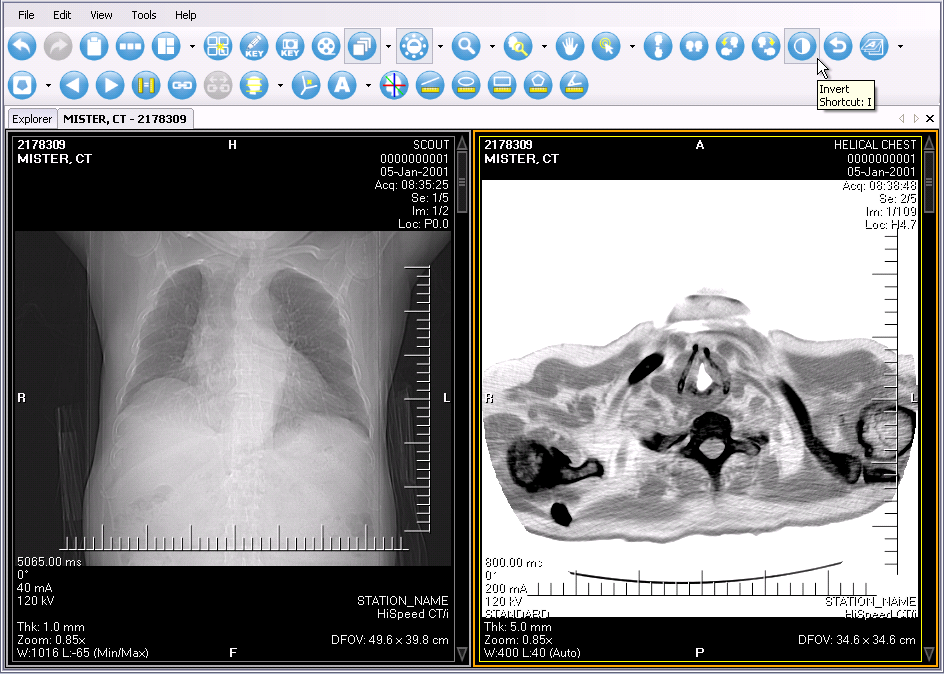 File Edit View Tools Help
KEY KEY
A
Invert
Shortcut: I
Explorer MISTER, CT - 2178309
2178309
MISTER, CT
H
SCOUT
0000000001
05-Jan-2001
Acq: 08:35:25
Se: 1/5
Im: 1/2
Loc: P0.0
R
L
5065.00 ms
0°
40 mA
120 kV
Thk: 1.0 mm
Zoom: 0.85x
W:1016 L:-65 (Min/Max)
F
STATION_NAME
HiSpeed CT/i
DFOV: 49.6 x 39.8 cm
2178309
MISTER, CT
A
HELICAL CHEST
0000000001
05-Jan-2001
Acq: 08:38:48
Se: 2/5
Im: 1/109
Loc: H4.7
R
L
800.00 ms
0°
200 mA
120 kV
STANDARD
Thk: 5.0 mm
Zoom: 0.85x
W:400 L:40 (Auto)
P
STATION_NAME
HiSpeed CT/i
DFOV: 34.6 x 34.6 cm